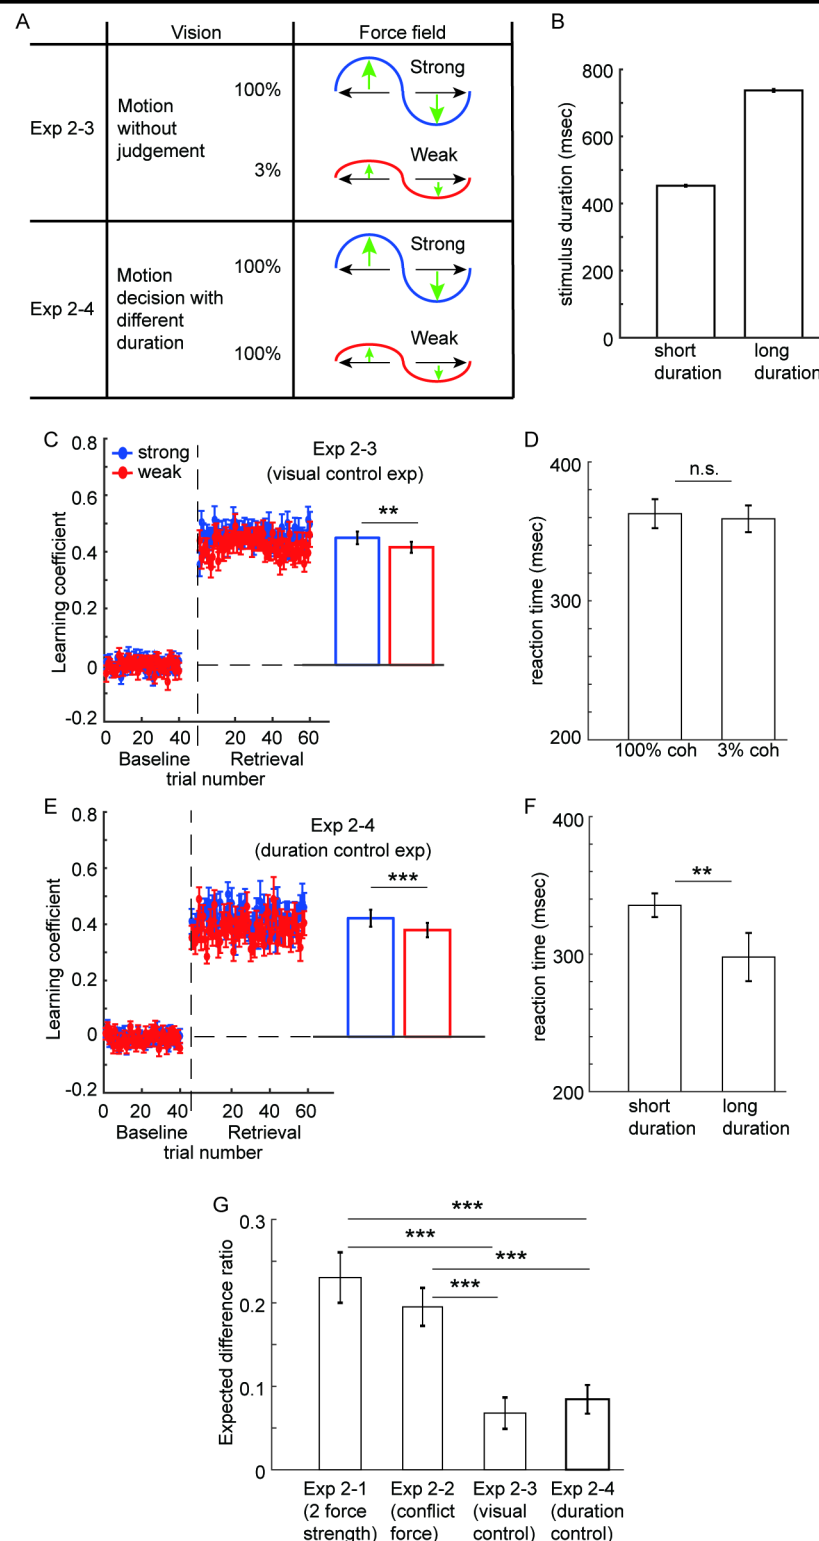 A
Vision
Force field
Exp 2-3
Motion
without
judgement
100%
3%
Strong
Weak
Exp 2-4
Motion
decision with
different
duration
100%
100%
Strong
Weak
B
stimulus duration (msec)
800
600
400
200
0
short
duration
long
duration
C
Exp 2-3
(visual control exp)
strong
weak
**
Learning coefficient
0.8
0.6
0.4
0.2
0
-0.2
0 20 40 20 40 60
Baseline Retrieval
trial number
D
reaction time (msec)
400
300
200
n.s.
100% coh 3% coh
E
Exp 2-4
(duration control exp)
***
Learning coefficient
0.8
0.6
0.4
0.2
0
-0.2
0 20 40 20 40 60
Baseline Retrieval
trial number
F
reaction time (msec)
400
300
200
**
short
duration
long
duration
G
Expected difference ratio
0.3
0.2
0.1
0
***
***
***
***
Exp 2-1
(2 force
strength)
Exp 2-2
(conflict
force)
Exp 2-3
(visual
control)
Exp 2-4
(duration
control)